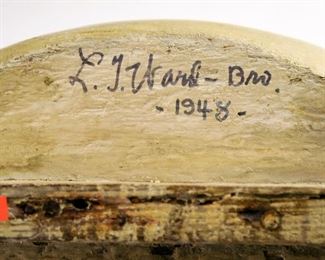 L. T. Ward - Bro.
- 1948 -